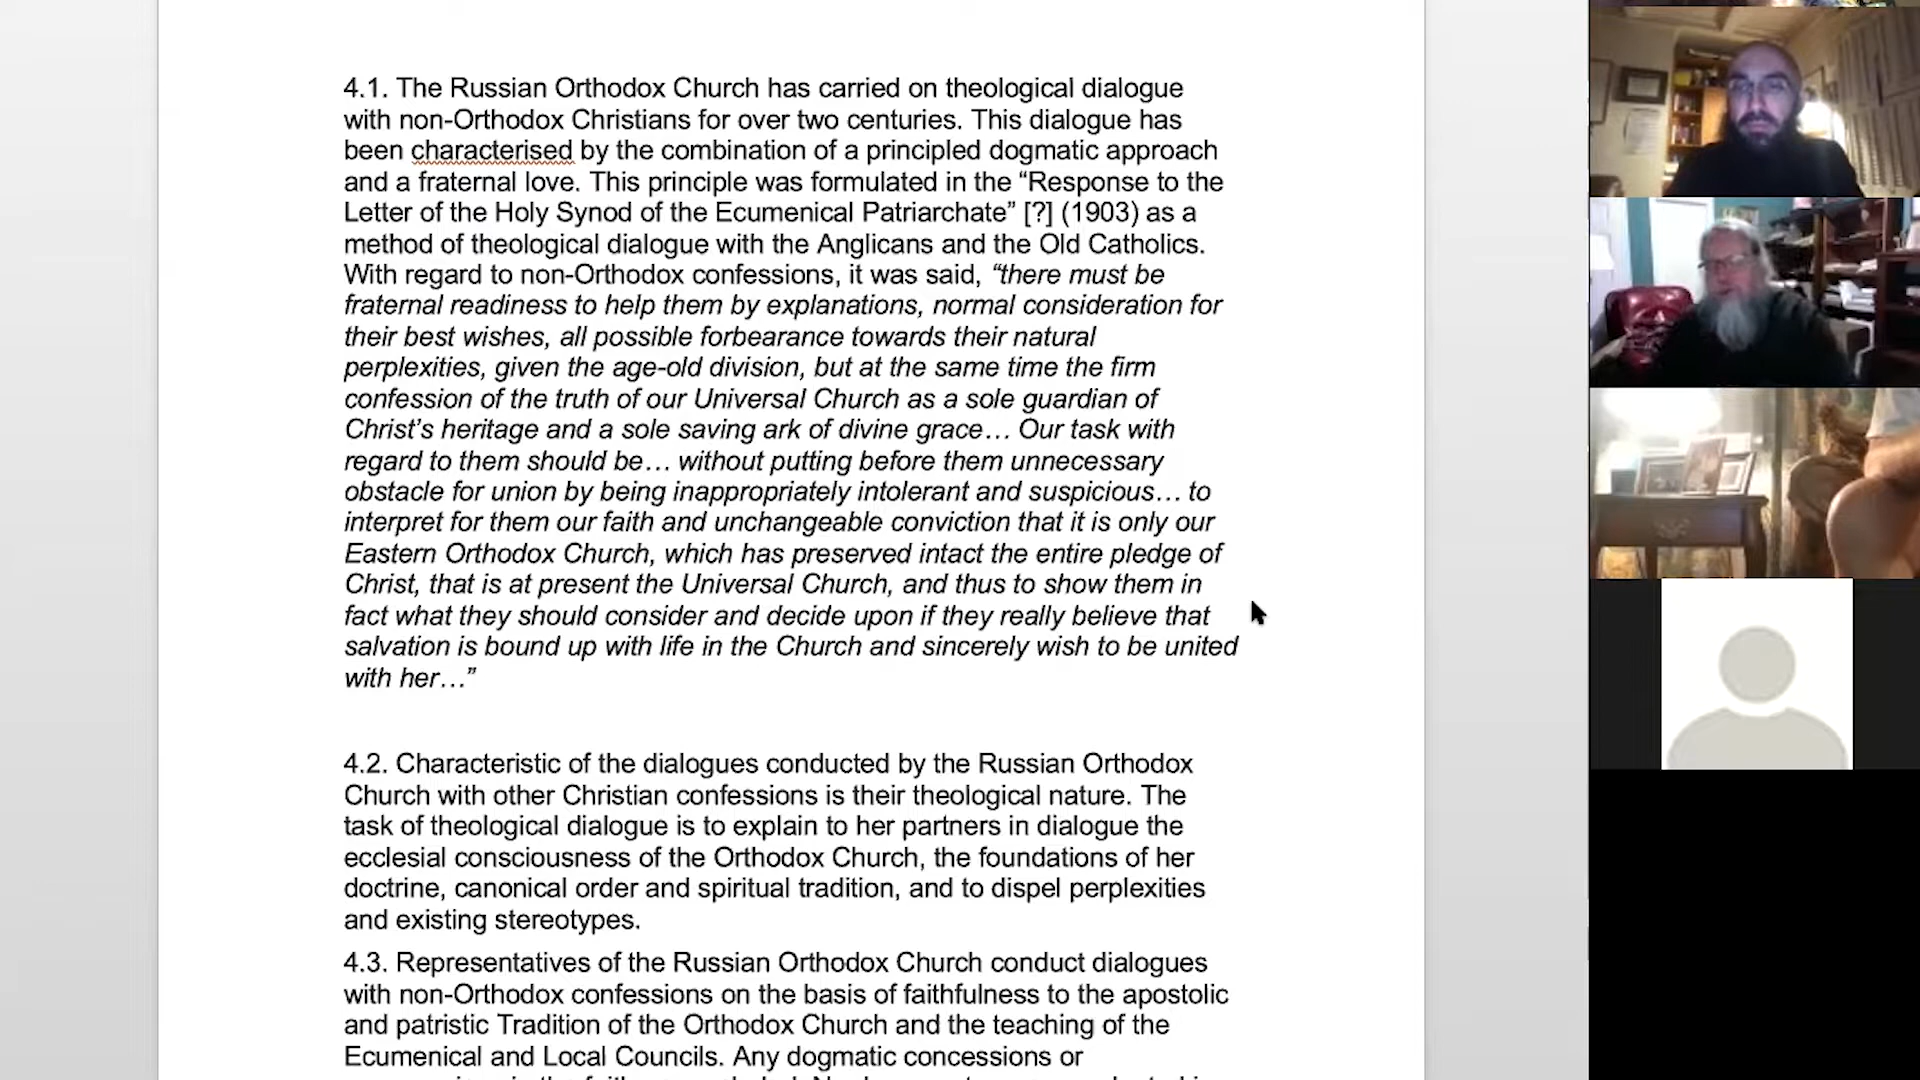 4.1. The Russian Orthodox Church has carried on theological dialogue
with non-Orthodox Christians for over two centuries. This dialogue has
been characterised by the combination of a principled dogmatic approach
and a fraternal love. This principle was formulated in the “Response to the
Letter of the Holy Synod of the Ecumenical Patriarchate” [?] (1903) as a
method of theological dialogue with the Anglicans and the Old Catholics.
With regard to non-Orthodox confessions, it was said, “there must be
fraternal readiness to help them by explanations, normal consideration for
their best wishes, all possible forbearance towards their natural
perplexities, given the age-old division, but at the same time the firm
confession of the truth of our Universal Church as a sole guardian of
Christ’s heritage and a sole saving ark of divine grace… Our task with
regard to them should be… without putting before them unnecessary
obstacle for union by being inappropriately intolerant and suspicious… to
interpret for them our faith and unchangeable conviction that it is only our
Eastern Orthodox Church, which has preserved intact the entire pledge of
Christ, that is at present the Universal Church, and thus to show them in
fact what they should consider and decide upon if they really believe that
salvation is bound up with life in the Church and sincerely wish to be united
with her…”
4.2. Characteristic of the dialogues conducted by the Russian Orthodox
Church with other Christian confessions is their theological nature. The
task of theological dialogue is to explain to her partners in dialogue the
ecclesial consciousness of the Orthodox Church, the foundations of her
doctrine, canonical order and spiritual tradition, and to dispel perplexities
and existing stereotypes.
4.3. Representatives of the Russian Orthodox Church conduct dialogues
with non-Orthodox confessions on the basis of faithfulness to the apostolic
and patristic Tradition of the Orthodox Church and the teaching of the
Ecumenical and Local Councils. Any dogmatic concessions or